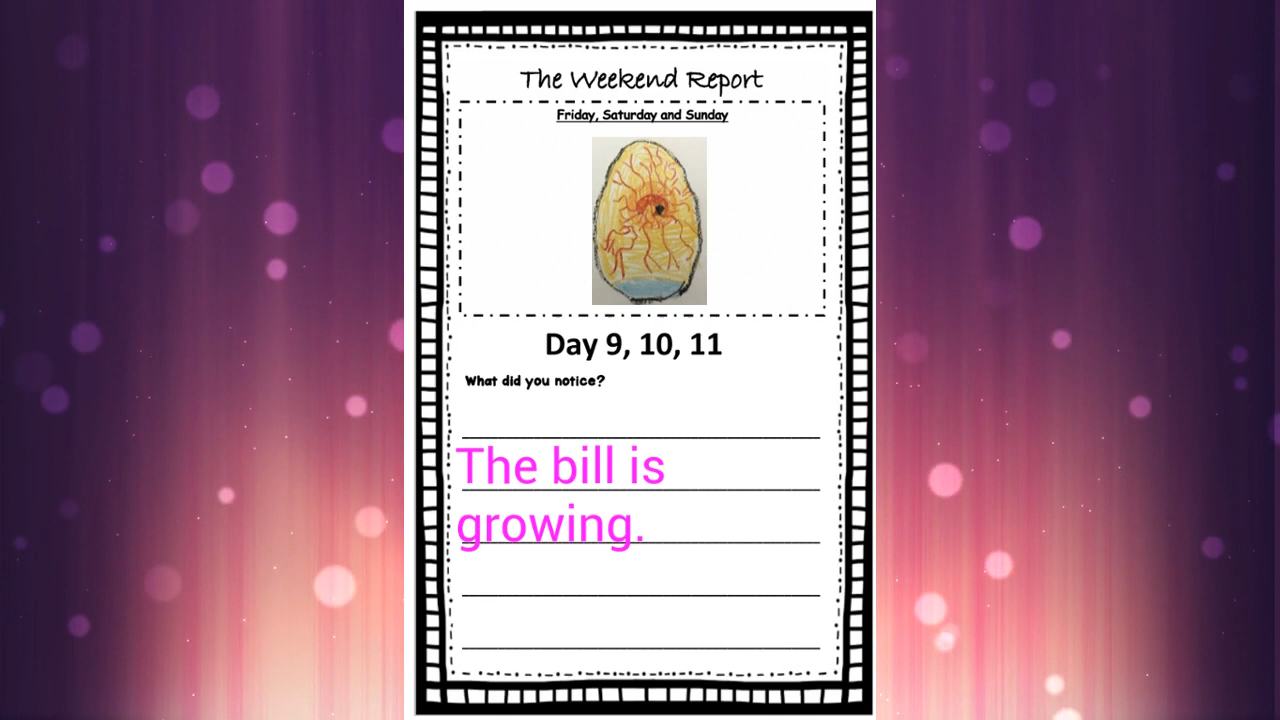 The Weekend Report
Friday, Saturday and Sunday
Day 9, 10, 11
What did you notice?
The bill is
growing.